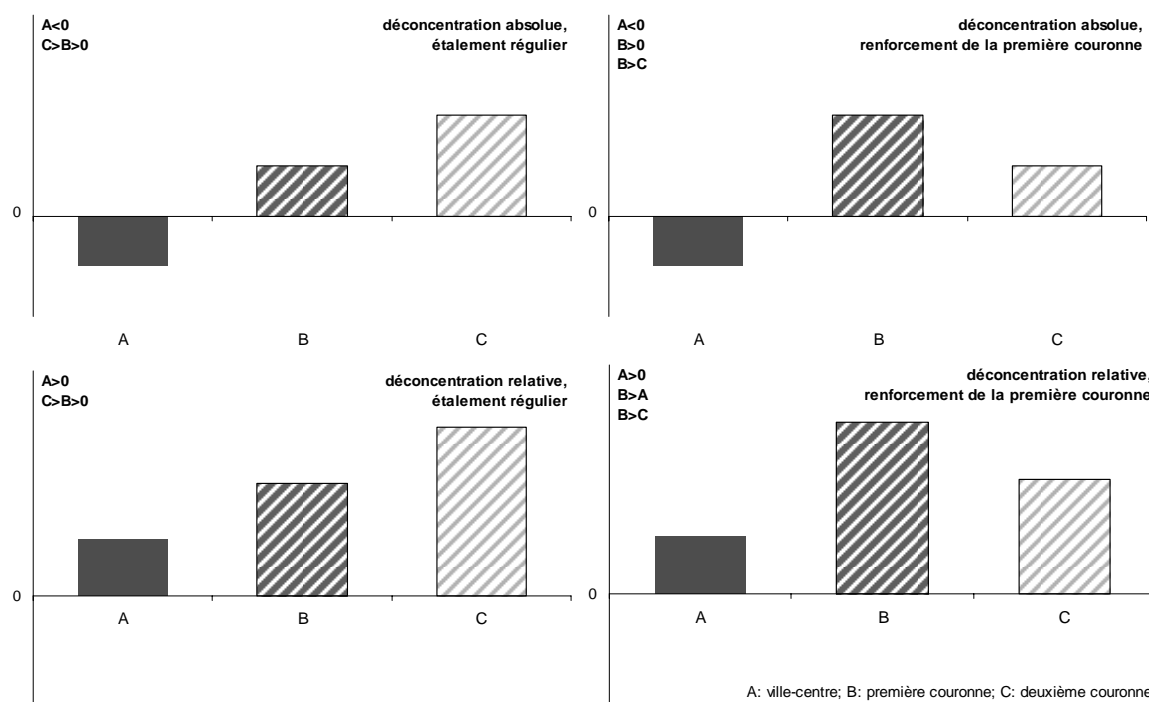 A<0
C>B>0
déconcentration absolue,
étalement régulier
0
A B C
A<0
B>0
B>C
déconcentration absolue,
renforcement de la première couronne
0
A B C
A>0
C>B>0
déconcentration relative,
étalement régulier
0
A B C
A>0
B>A
B>C
déconcentration relative,
renforcement de la première couronne
0
A B C
A: ville-centre; B: première couronne; C: deuxième couronne